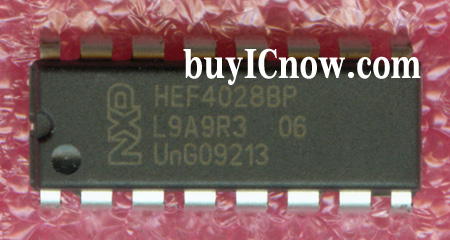 buyICnow.com
NXP
HEF4028BP
L9A9R3 06
UnG09213